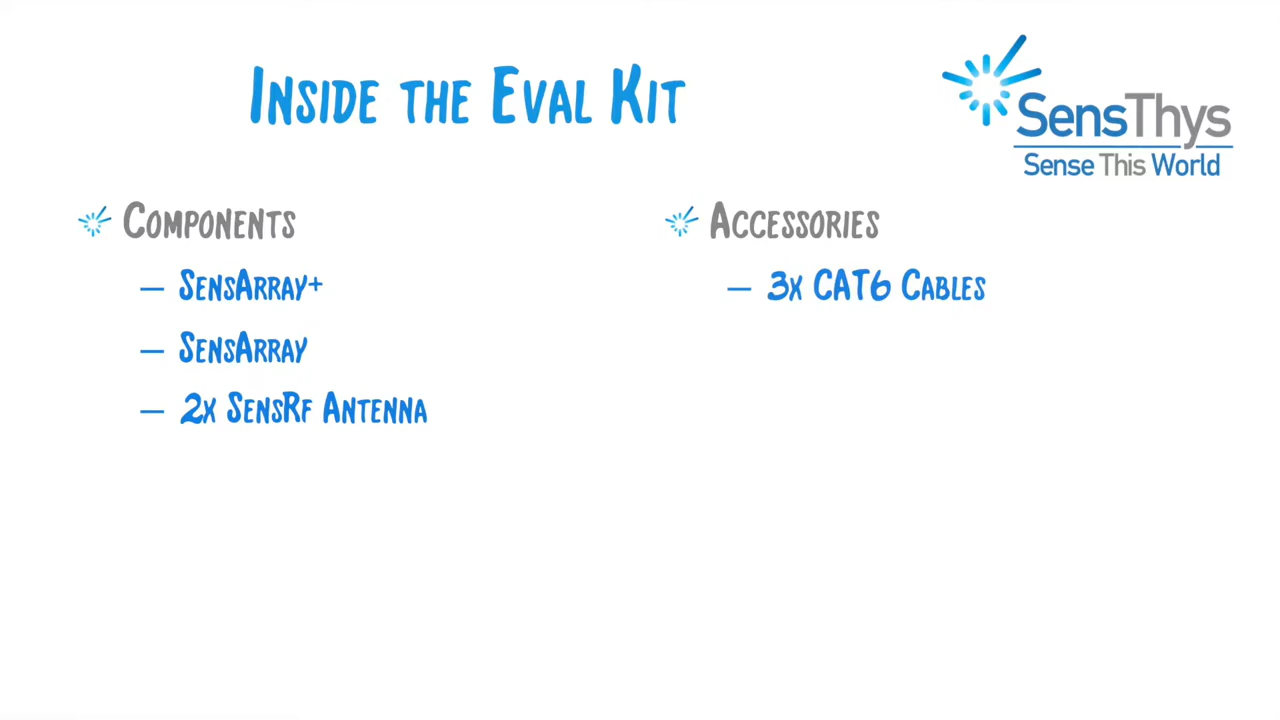 Inside the Eval Kit
SensThys
Sense This World
Components
– SensArray+
– SensArray
– 2x SensRf Antenna
Accessories
– 3x CAT6 Cables